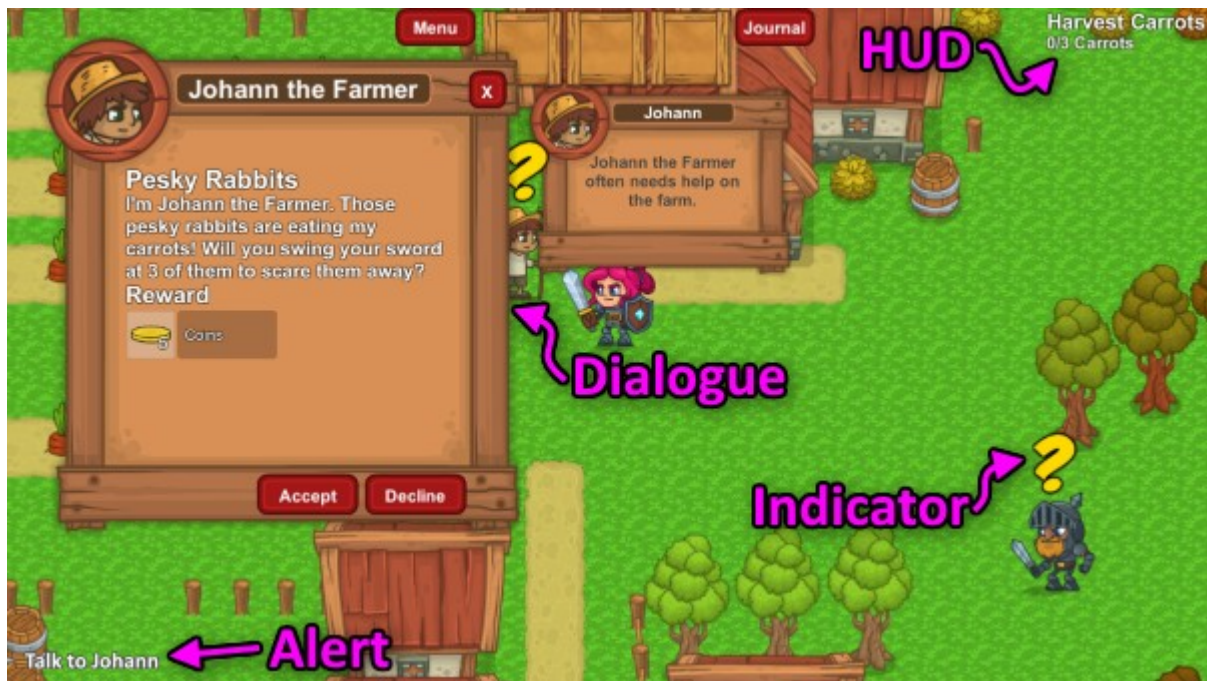 Menu
Journal
Harvest Carrots
0/3 Carrots
HUD
Johann the Farmer
x
Johann
Johann the Farmer
often needs help on
the farm.
Pesky Rabbits
I'm Johann the Farmer. Those
pesky rabbits are eating my
carrots! Will you swing your sword
at 3 of them to scare them away?
Reward
5
Coins
Dialogue
?
?
Indicator
Accept
Decline
Talk to Johann
Alert